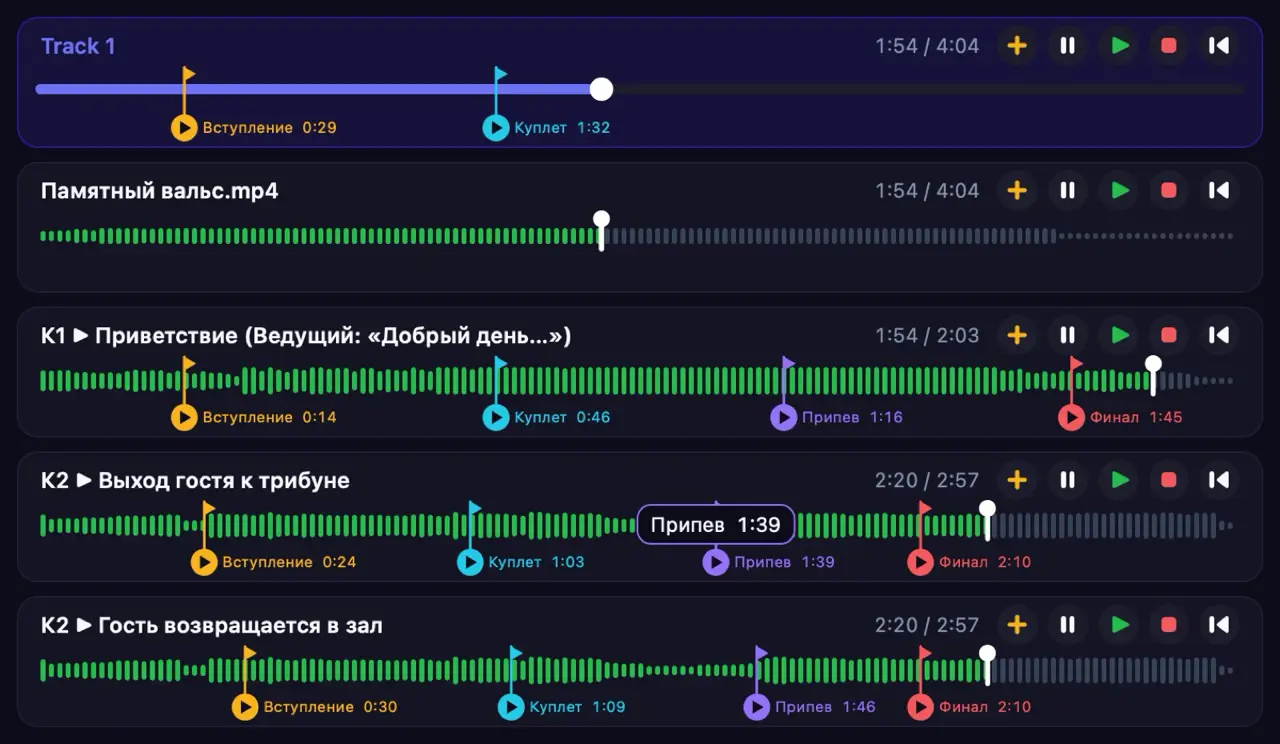 Track 1
1:54 / 4:04
Вступление 0:29
Куплет 1:32
Памятный вальс.mp4
1:54 / 4:04
К1 ▶ Приветствие (Ведущий: «Добрый день...»)
1:54 / 2:03
Вступление 0:14
Куплет 0:46
Припев 1:16
Финал 1:45
К2 ▶ Выход гостя к трибуне
2:20 / 2:57
Припев 1:39
Вступление 0:24
Куплет 1:03
Припев 1:39
Финал 2:10
К2 ▶ Гость возвращается в зал
2:20 / 2:57
Вступление 0:30
Куплет 1:09
Припев 1:46
Финал 2:10